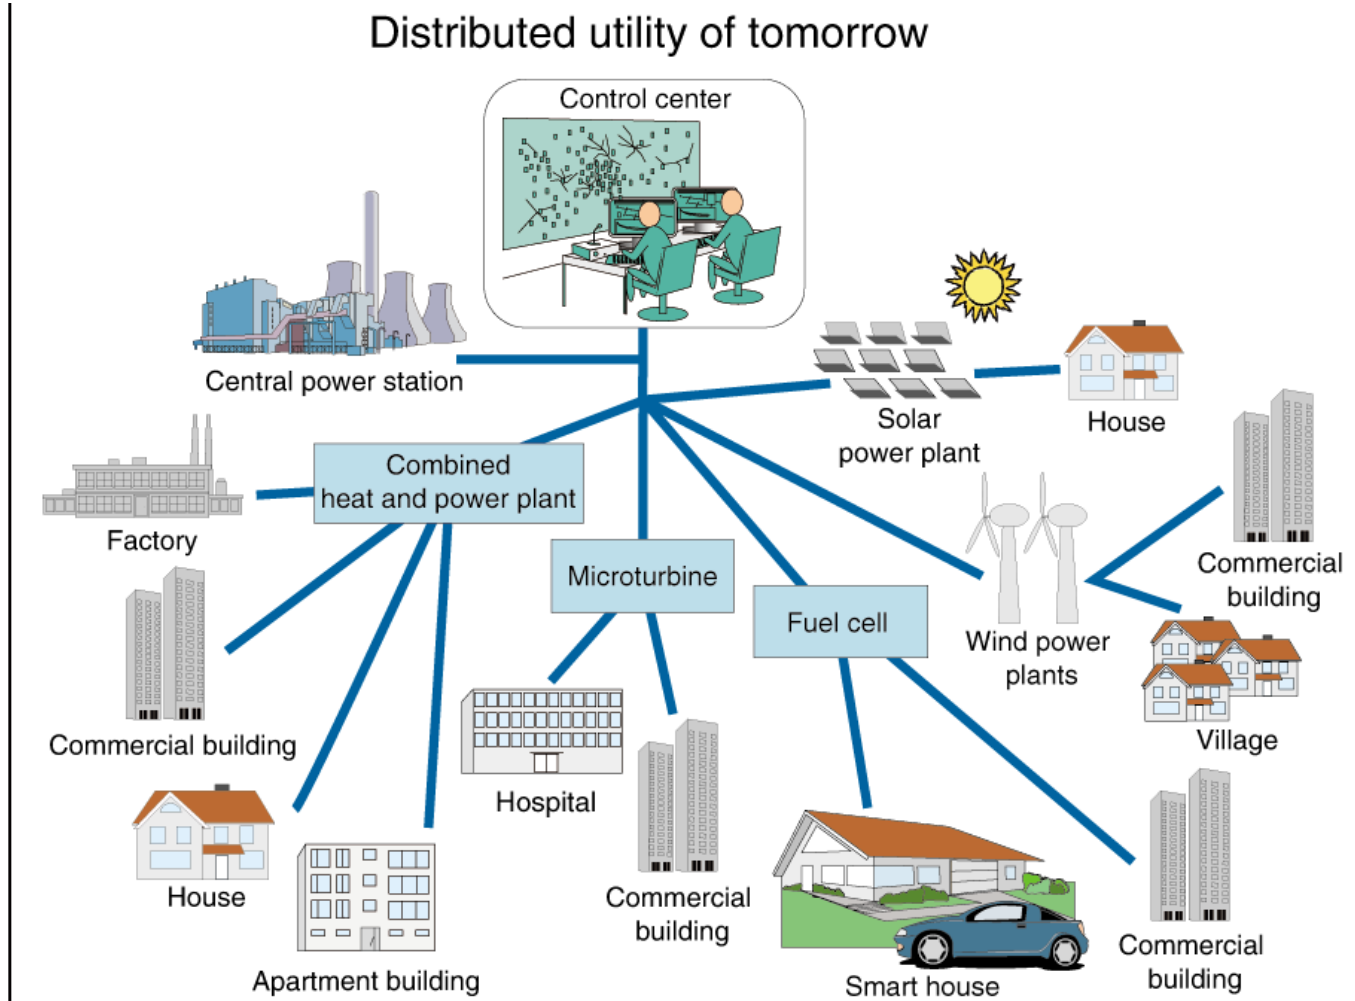 Distributed utility of tomorrow
Control center
Central power station
Solar
power plant
House
Combined
heat and power plant
Factory
Commercial
building
Microturbine
Fuel cell
Wind power
plants
Commercial building
Village
Hospital
House
Commercial
building
Apartment building
Smart house
Commercial
building